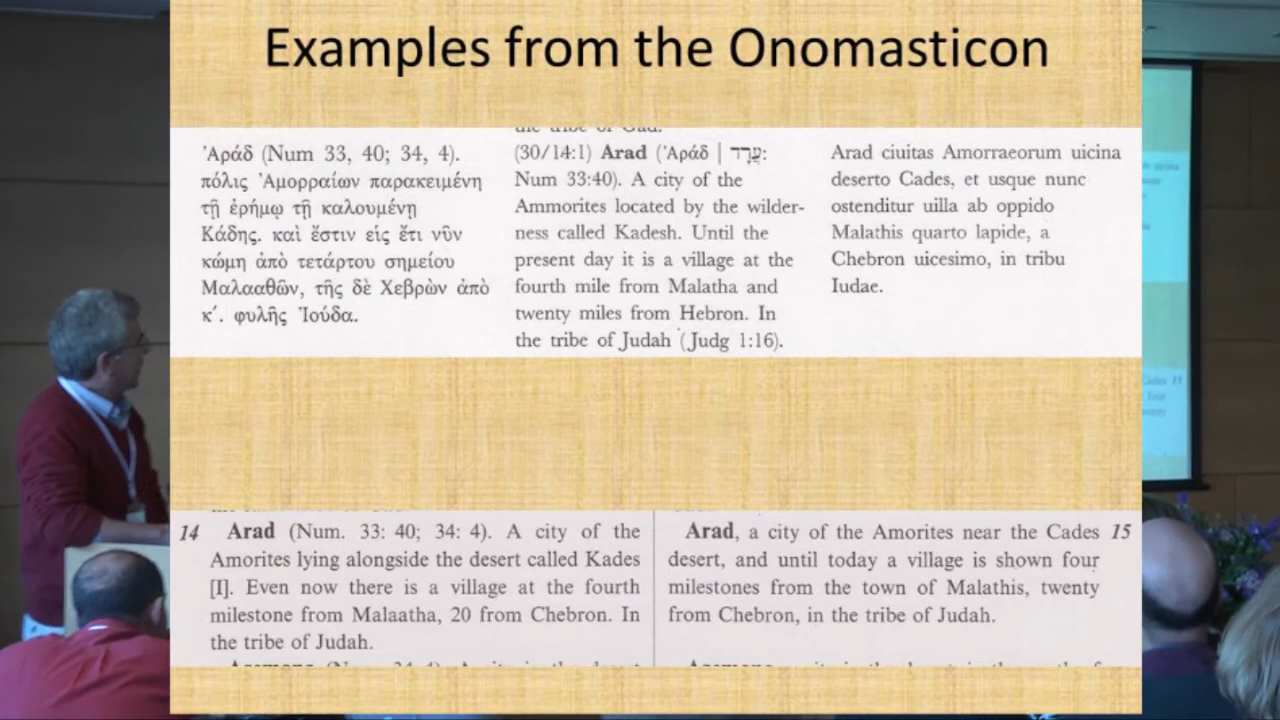 Examples from the Onomasticon
Ἀράδ (Num 33, 40; 34, 4).
πόλις Ἀμορραίων παρακειμένη
τῇ ἐρήμῳ τῇ καλουμένῃ
Κάδης. καὶ ἔστιν εἰς ἔτι νῦν
κώμη ἀπὸ τετάρτου σημείου
Μαλααθῶν, τῆς δὲ Χεβρὼν ἀπὸ
κʹ. φυλῆς Ἰούδα.
the tribe of Gad.
(30/14:1) Arad (Ἀράδ | עֲרָד:
Num 33:40). A city of the
Ammorites located by the wilder-
ness called Kadesh. Until the
present day it is a village at the
fourth mile from Malatha and
twenty miles from Hebron. In
the tribe of Judah (Judg 1:16).
Arad ciuitas Amorraeorum uicina
deserto Cades, et usque nunc
ostenditur uilla ab oppido
Malathis quarto lapide, a
Chebron uicesimo, in tribu
Iudae.
14 Arad (Num. 33: 40; 34: 4). A city of the
Amorites lying alongside the desert called Kades
[I]. Even now there is a village at the fourth
milestone from Malaatha, 20 from Chebron. In
the tribe of Judah.
Arad, a city of the Amorites near the Cades 15
desert, and until today a village is shown four
milestones from the town of Malathis, twenty
from Chebron, in the tribe of Judah.